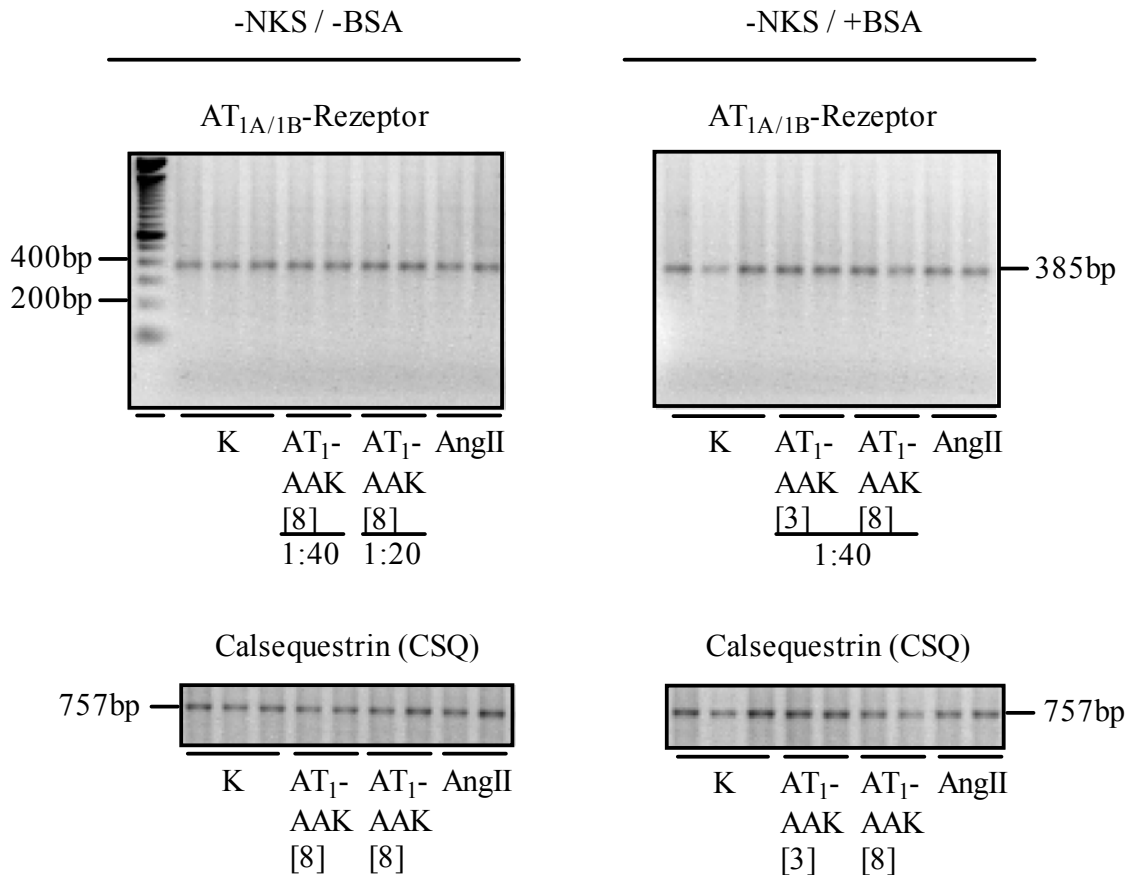 -NKS / -BSA
AT1A/1B-Rezeptor
400bp
200bp
K AT1-AAK [8] AT1-AAK [8] AngII
1:40 1:20
-NKS / +BSA
AT1A/1B-Rezeptor
385bp
K AT1-AAK [3] AT1-AAK [8] AngII
1:40
Calsequestrin (CSQ)
757bp
K AT1-AAK [8] AT1-AAK [8] AngII
Calsequestrin (CSQ)
757bp
K AT1-AAK [3] AT1-AAK [8] AngII